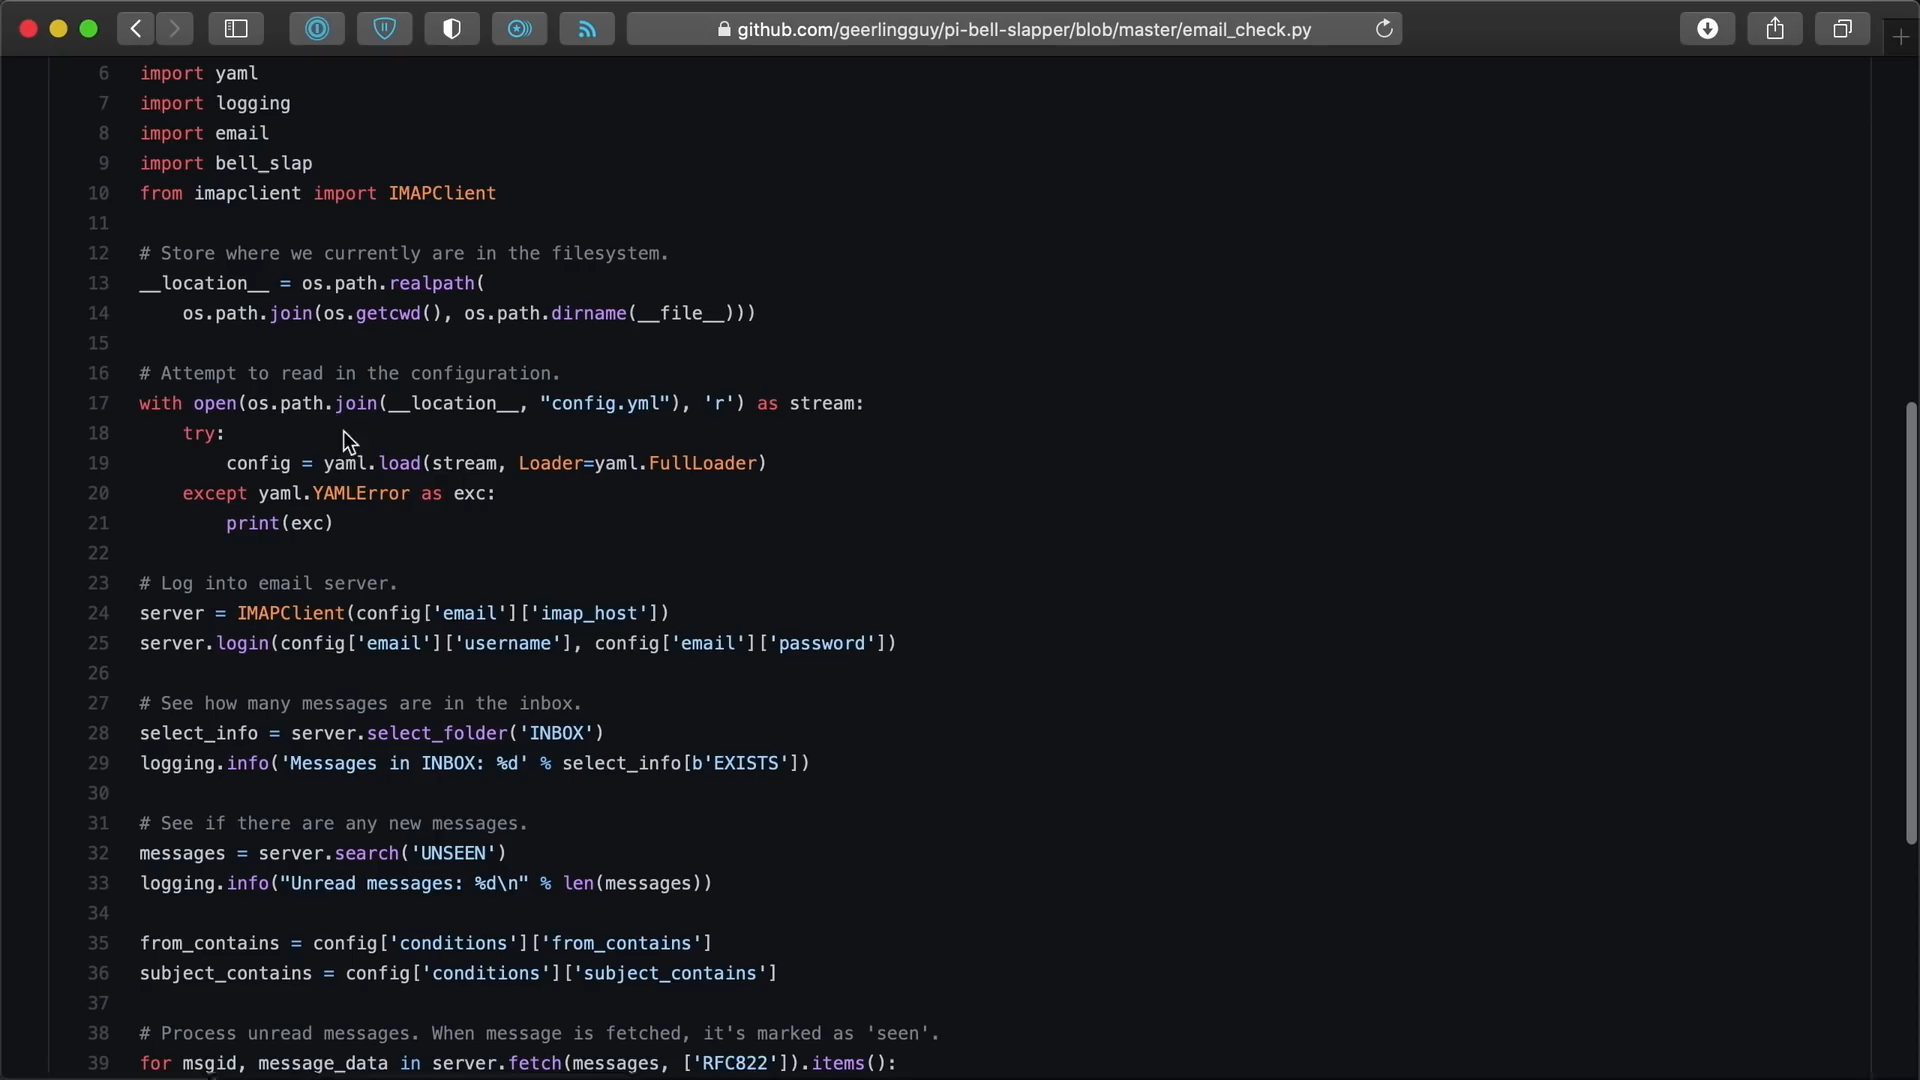 github.com/geerlingguy/pi-bell-slapper/blob/master/email_check.py
6 import yaml
7 import logging
8 import email
9 import bell_slap
10 from imapclient import IMAPClient
11
12 # Store where we currently are in the filesystem.
13 __location__ = os.path.realpath(
14     os.path.join(os.getcwd(), os.path.dirname(__file__)))
15
16 # Attempt to read in the configuration.
17 with open(os.path.join(__location__, "config.yml"), 'r') as stream:
18     try:
19         config = yaml.load(stream, Loader=yaml.FullLoader)
20     except yaml.YAMLError as exc:
21         print(exc)
22
23 # Log into email server.
24 server = IMAPClient(config['email']['imap_host'])
25 server.login(config['email']['username'], config['email']['password'])
26
27 # See how many messages are in the inbox.
28 select_info = server.select_folder('INBOX')
29 logging.info('Messages in INBOX: %d' % select_info[b'EXISTS'])
30
31 # See if there are any new messages.
32 messages = server.search('UNSEEN')
33 logging.info("Unread messages: %d\n" % len(messages))
34
35 from_contains = config['conditions']['from_contains']
36 subject_contains = config['conditions']['subject_contains']
37
38 # Process unread messages. When message is fetched, it's marked as 'seen'.
39 for msgid, message_data in server.fetch(messages, ['RFC822']).items():